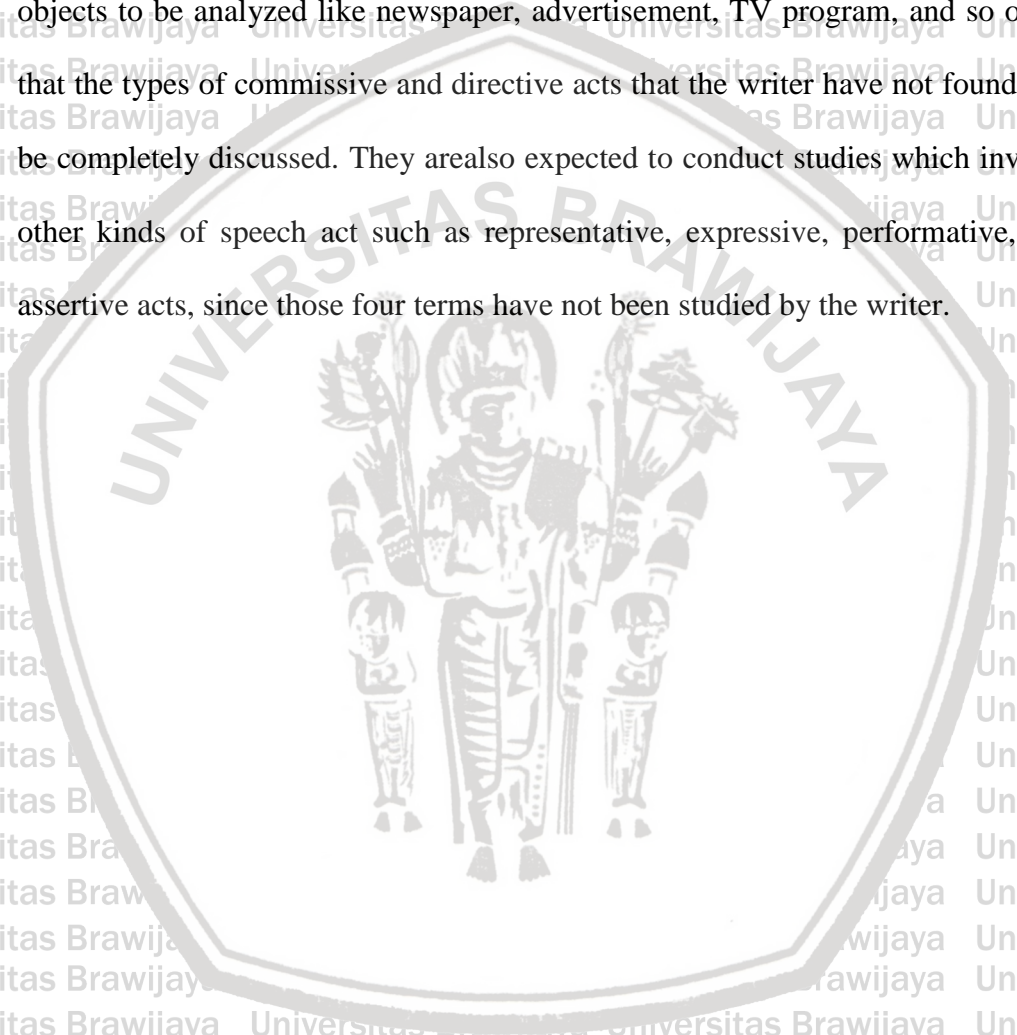 objects to be analyzed like newspaper, advertisement, TV program, and so o
that the types of commissive and directive acts that the writer have not found
be completely discussed. They arealso expected to conduct studies which inv
other kinds of speech act such as representative, expressive, performative,
assertive acts, since those four terms have not been studied by the writer.
UNIVERSITAS BRAWIJAYA